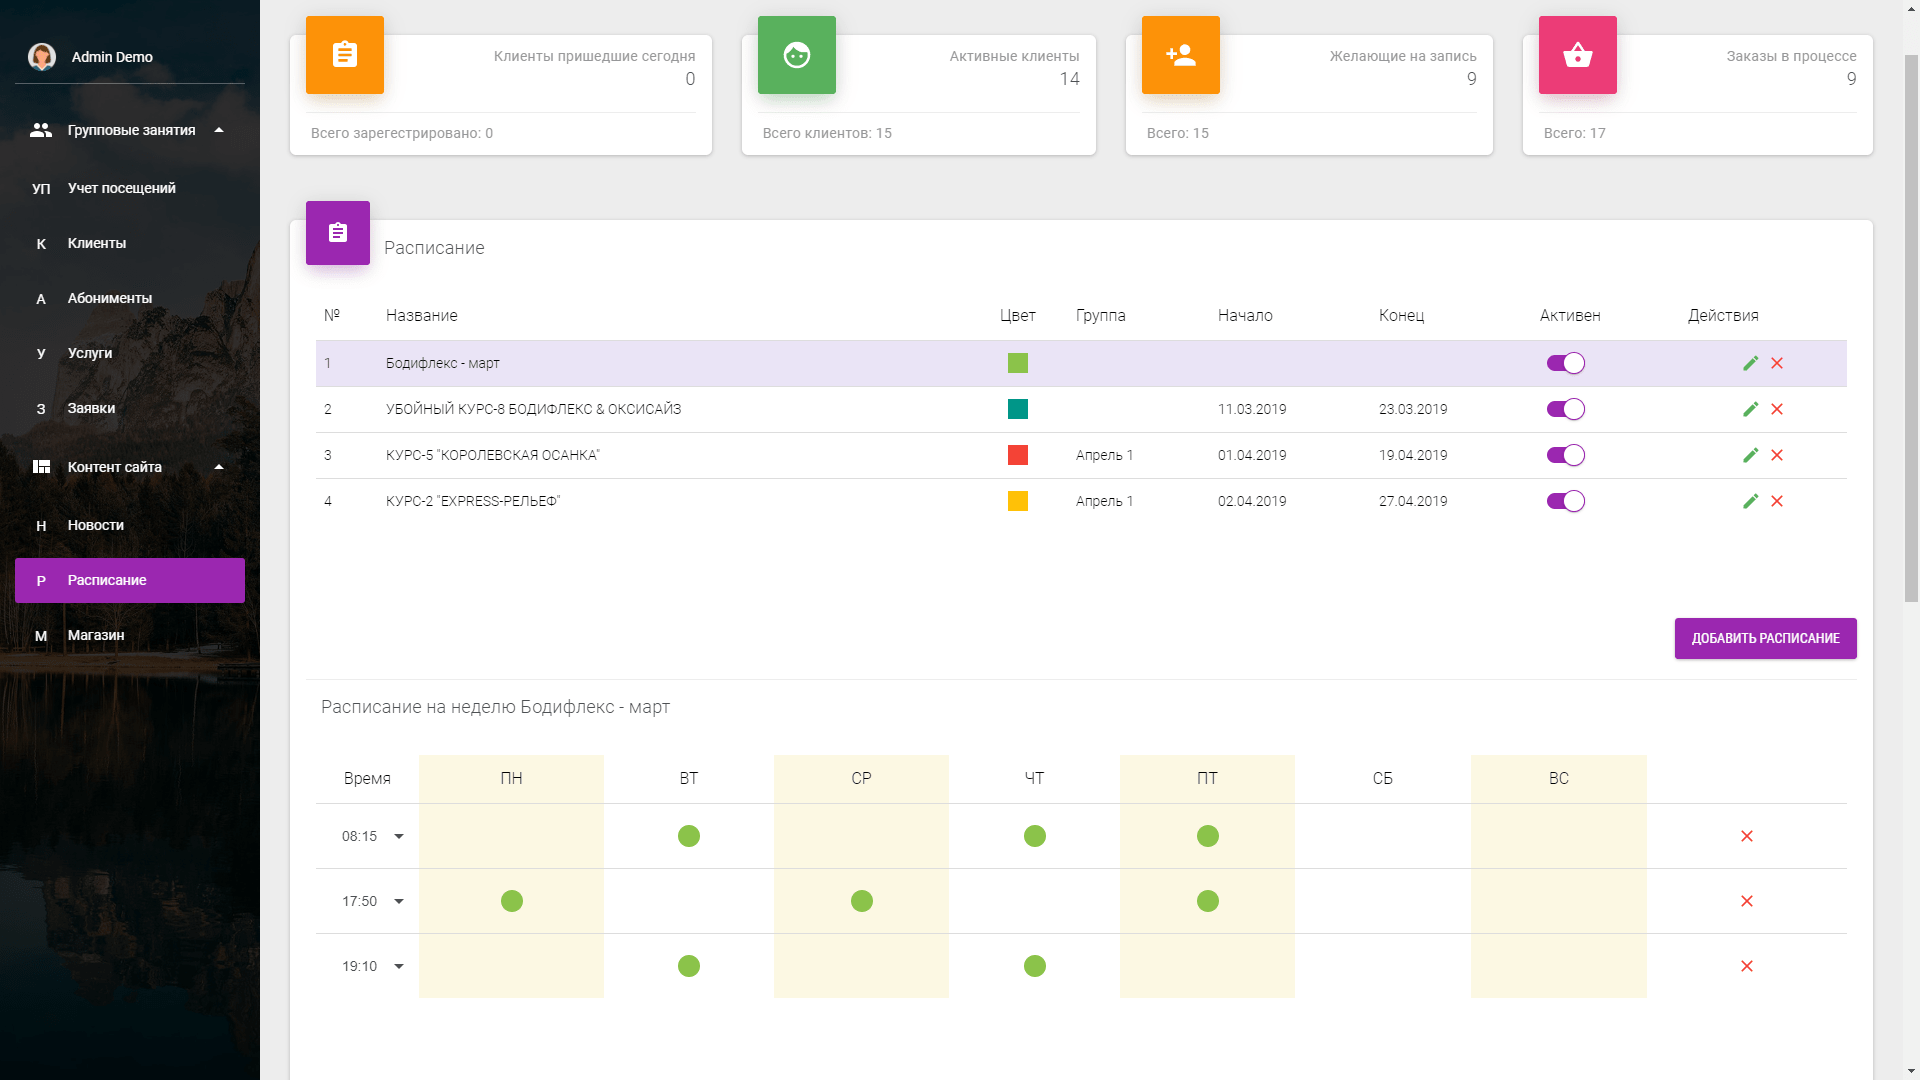 Admin Demo
Групповые занятия
УП Учет посещений
К Клиенты
А Абонименты
У Услуги
З Заявки
Контент сайта
Н Новости
Р Расписание
М Магазин
Клиенты пришедшие сегодня
0
Всего зарегестрировано: 0
Активные клиенты
14
Всего клиентов: 15
Желающие на запись
9
Всего: 15
Заказы в процессе
9
Всего: 17
Расписание
№ Название Цвет Группа Начало Конец Активен Действия
1 Бодифлекс - март
2 УБОЙНЫЙ КУРС-8 БОДИФЛЕКС & ОКСИСАЙЗ 11.03.2019 23.03.2019
3 КУРС-5 "КОРОЛЕВСКАЯ ОСАНКА" Апрель 1 01.04.2019 19.04.2019
4 КУРС-2 "EXPRESS-РЕЛЬЕФ" Апрель 1 02.04.2019 27.04.2019
ДОБАВИТЬ РАСПИСАНИЕ
Расписание на неделю Бодифлекс - март
Время ПН ВТ СР ЧТ ПТ СБ ВС
08:15
17:50
19:10